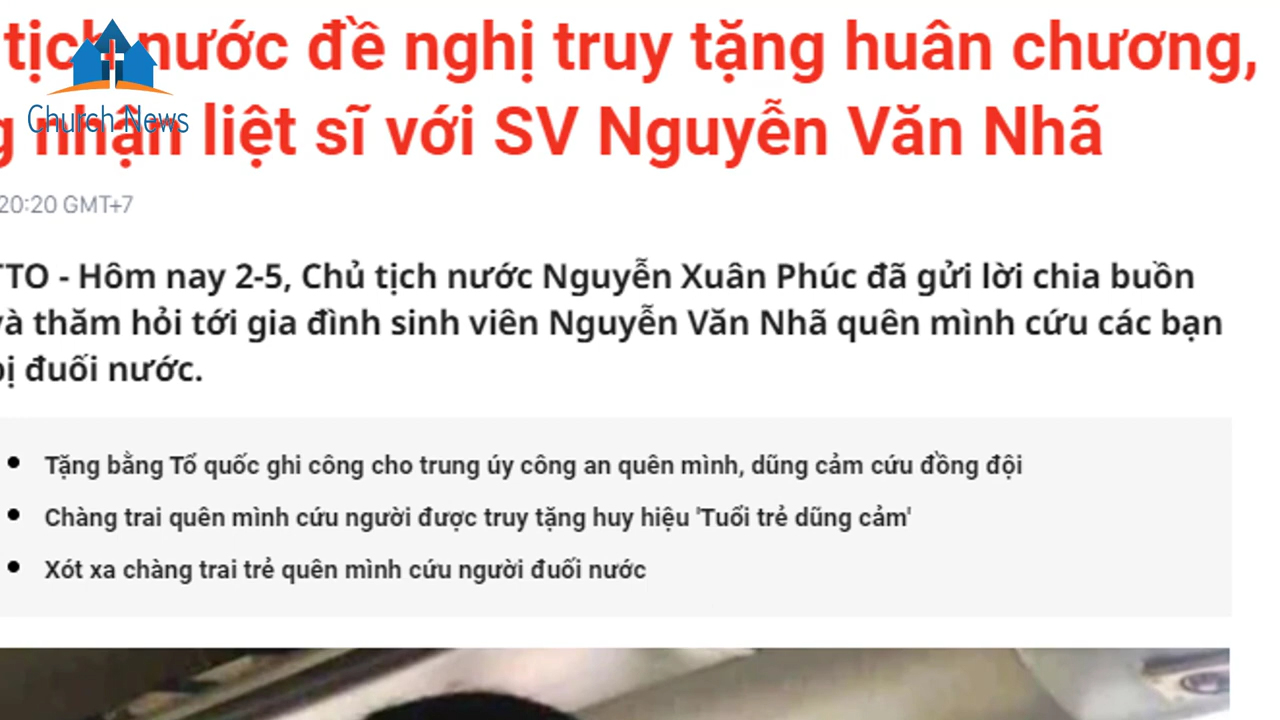 tịch nước đề nghị truy tặng huân chương,
Church News
nhận liệt sĩ với SV Nguyễn Văn Nhã
20:20 GMT+7
TTO - Hôm nay 2-5, Chủ tịch nước Nguyễn Xuân Phúc đã gửi lời chia buồn
và thăm hỏi tới gia đình sinh viên Nguyễn Văn Nhã quên mình cứu các bạn
bị đuối nước.
Tặng bằng Tổ quốc ghi công cho trung úy công an quên mình, dũng cảm cứu đồng đội
Chàng trai quên mình cứu người được truy tặng huy hiệu 'Tuổi trẻ dũng cảm'
Xót xa chàng trai trẻ quên mình cứu người đuối nước